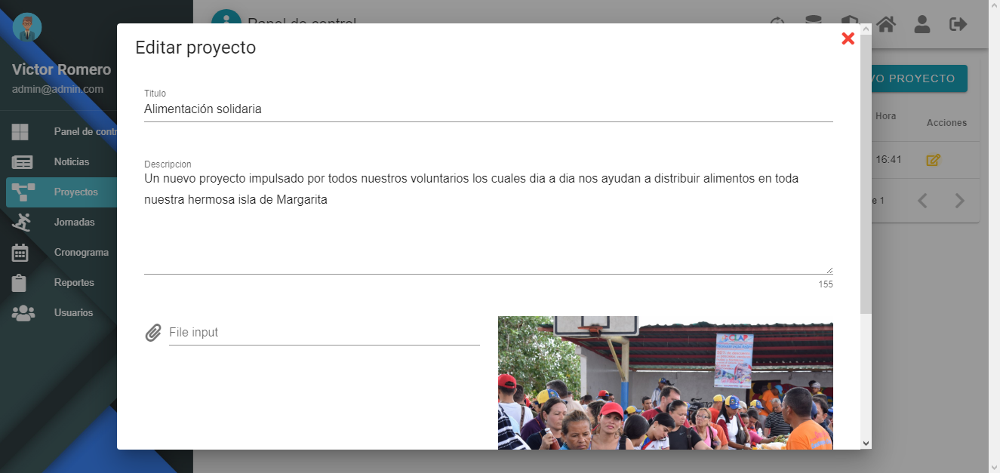 Panel de control
Victor Romero
admin@admin.com
Panel de contr
Noticias
Proyectos
Jornadas
Cronograma
Reportes
Usuarios
VO PROYECTO
Hora
Acciones
16:41
e 1
Editar proyecto
Titulo
Alimentación solidaria
Descripcion
Un nuevo proyecto impulsado por todos nuestros voluntarios los cuales dia a dia nos ayudan a distribuir alimentos en toda
nuestra hermosa isla de Margarita
155
File input
CLAP